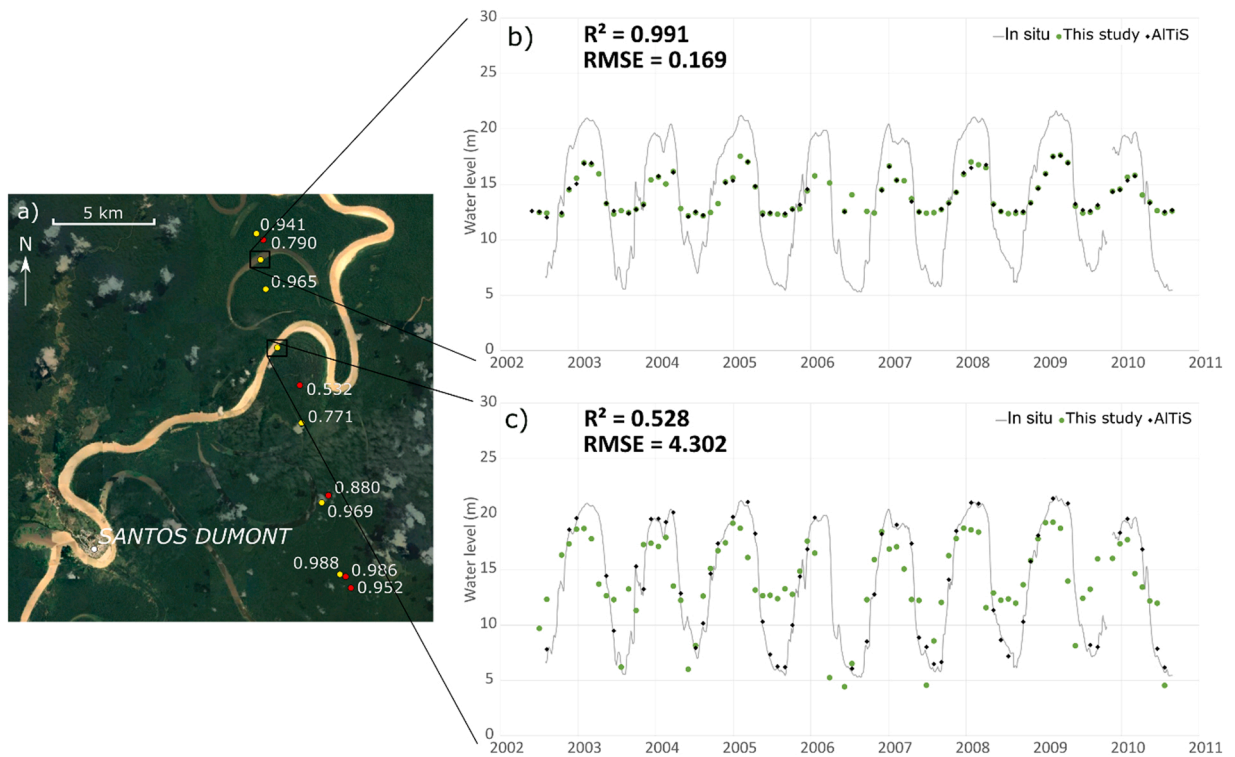 a)
5 km
N
0.941
0.790
0.965
0.532
0.771
0.880
0.969
SANTOS DUMONT
0.988
0.986
0.952
b)
R² = 0.991
RMSE = 0.169
In situ This study AlTiS
Water level (m)
30
25
20
15
10
5
0
2002 2003 2004 2005 2006 2007 2008 2009 2010 2011
c)
R² = 0.528
RMSE = 4.302
In situ This study AlTiS
Water level (m)
30
25
20
15
10
5
0
2002 2003 2004 2005 2006 2007 2008 2009 2010 2011